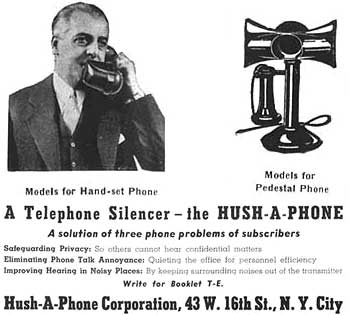 Models for Hand-set Phone
Models for
Pedestal Phone
A Telephone Silencer – the HUSH-A-PHONE
A solution of three phone problems of subscribers
Safeguarding Privacy: So others cannot hear confidential matters
Eliminating Phone Talk Annoyance: Quieting the office for personnel efficiency
Improving Hearing in Noisy Places: By keeping surrounding noises out of the transmitter
Write for Booklet T-E.
Hush-A-Phone Corporation, 43 W. 16th St., N. Y. City